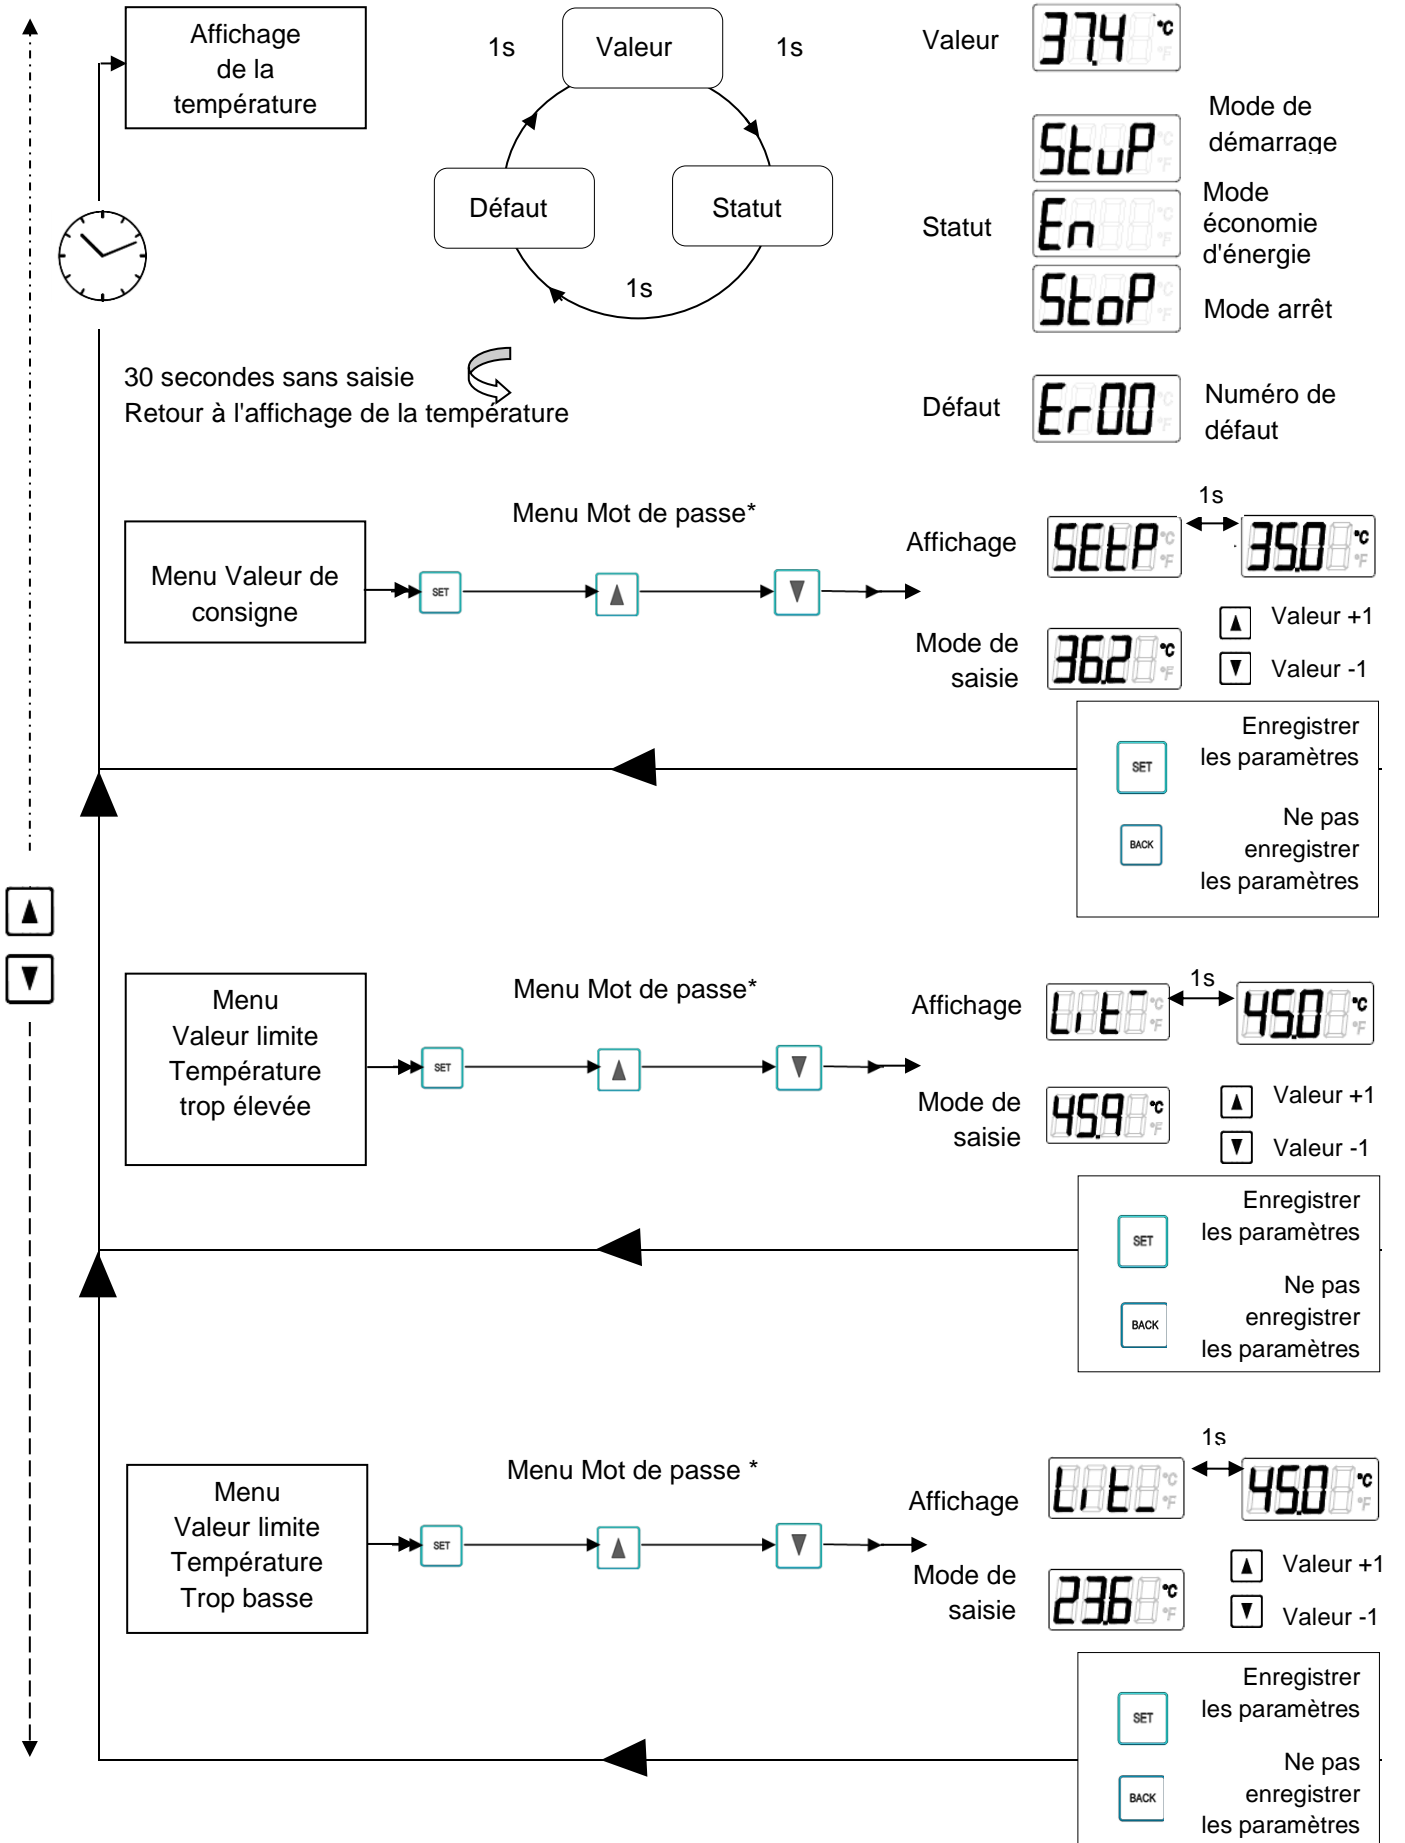 Affichage
de la
température
1s
Valeur
1s
Défaut
Statut
1s
Valeur
37.4 °C °F
Statut
StuP °C °F
Mode de
démarrage
En °C °F
Mode
économie
d'énergie
StoP °C °F
Mode arrêt
Défaut
Er00 °C °F
Numéro de
défaut
30 secondes sans saisie
Retour à l'affichage de la température
Menu Valeur de
consigne
Menu Mot de passe*
SET
Affichage
SEtP °C °F
1s
35.0 °C °F
Mode de
saisie
36.2 °C °F
Valeur +1
Valeur -1
SET
Enregistrer
les paramètres
BACK
Ne pas
enregistrer
les paramètres
Menu
Valeur limite
Température
trop élevée
Menu Mot de passe*
SET
Affichage
Lit¯ °C °F
1s
45.0 °C °F
Mode de
saisie
45.9 °C °F
Valeur +1
Valeur -1
SET
Enregistrer
les paramètres
BACK
Ne pas
enregistrer
les paramètres
Menu
Valeur limite
Température
Trop basse
Menu Mot de passe *
SET
Affichage
Lit_ °C °F
1s
45.0 °C °F
Mode de
saisie
23.6 °C °F
Valeur +1
Valeur -1
SET
Enregistrer
les paramètres
BACK
Ne pas
enregistrer
les paramètres